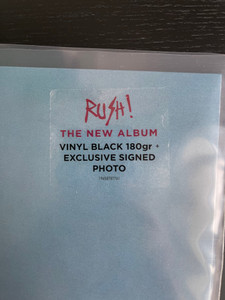 RUSH!
THE NEW ALBUM
VINYL BLACK 180gr +
EXCLUSIVE SIGNED
PHOTO